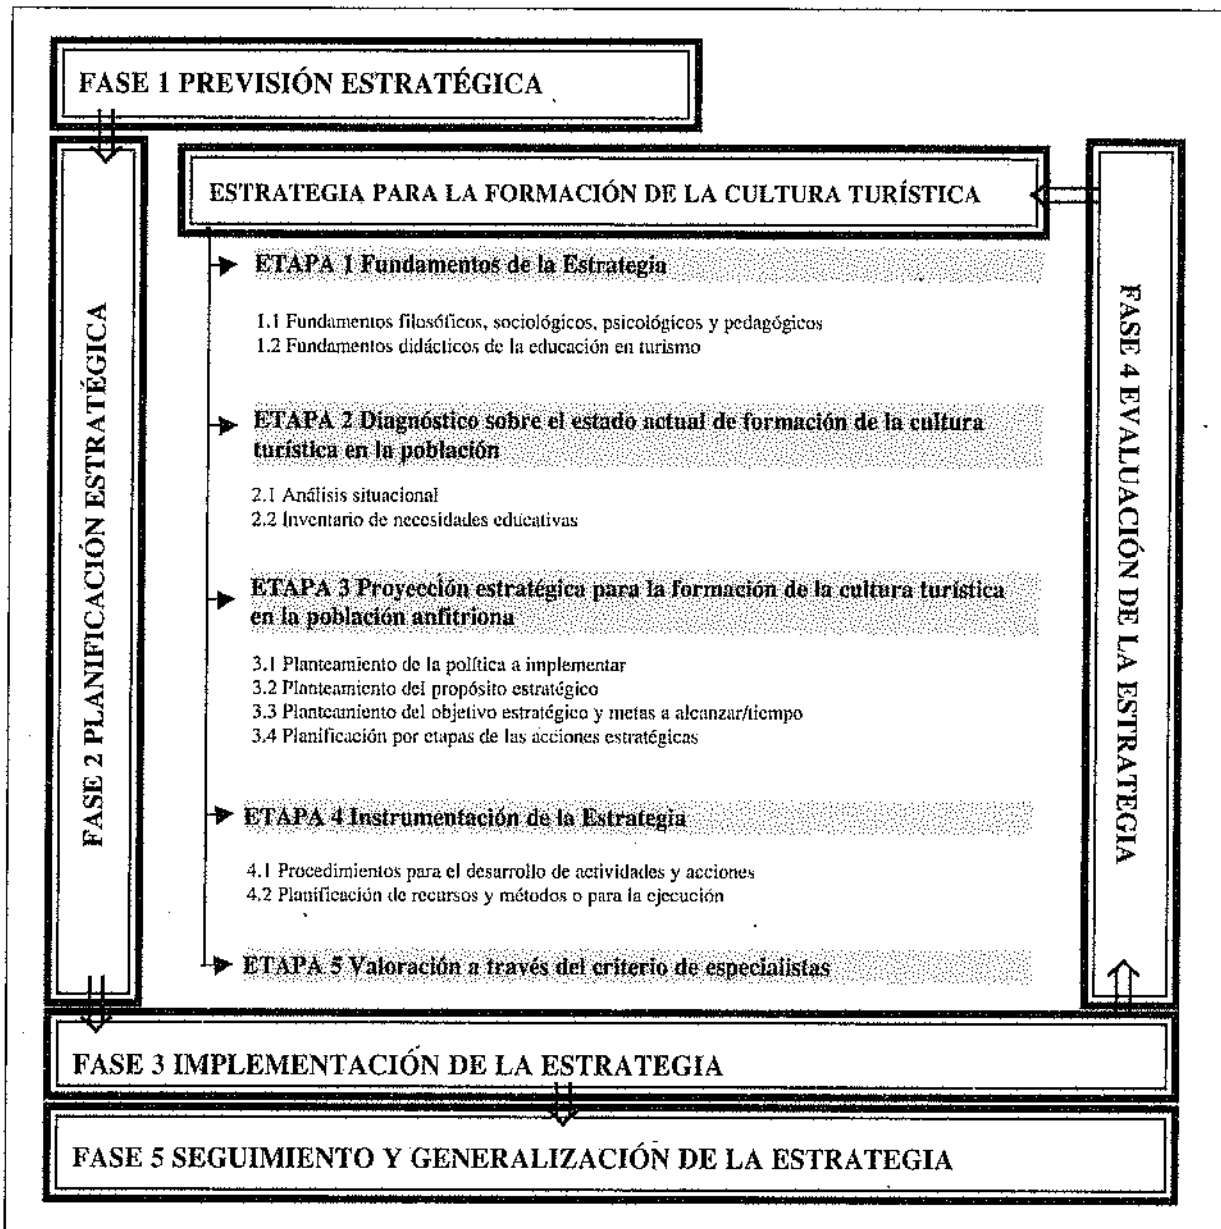 FASE 1 PREVISIÓN ESTRATÉGICA
FASE 2 PLANIFICACIÓN ESTRATÉGICA
ESTRATEGIA PARA LA FORMACIÓN DE LA CULTURA TURÍSTICA
ETAPA 1 Fundamentos de la Estrategia
1.1 Fundamentos filosóficos, sociológicos, psicológicos y pedagógicos
1.2 Fundamentos didácticos de la educación en turismo
ETAPA 2 Diagnóstico sobre el estado actual de formación de la cultura
turística en la población
2.1 Análisis situacional
2.2 Inventario de necesidades educativas
ETAPA 3 Proyección estratégica para la formación de la cultura turística
en la población anfitriona
3.1 Planteamiento de la política a implementar
3.2 Planteamiento del propósito estratégico
3.3 Planteamiento del objetivo estratégico y metas a alcanzar/tiempo
3.4 Planificación por etapas de las acciones estratégicas
ETAPA 4 Instrumentación de la Estrategia
4.1 Procedimientos para el desarrollo de actividades y acciones
4.2 Planificación de recursos y métodos o para la ejecución
ETAPA 5 Valoración a través del criterio de especialistas
FASE 4 EVALUACIÓN DE LA ESTRATEGIA
FASE 3 IMPLEMENTACIÓN DE LA ESTRATEGIA
FASE 5 SEGUIMIENTO Y GENERALIZACIÓN DE LA ESTRATEGIA